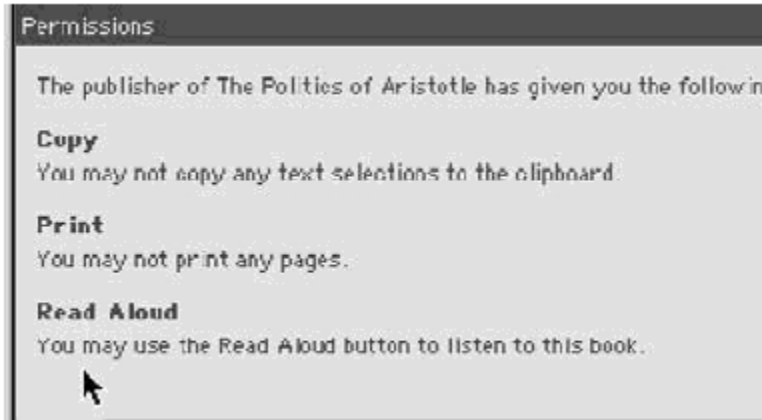 Permissions
The publisher of The Politics of Aristotle has given you the followin
Copy
You may not copy any text selections to the clipboard.
Print
You may not print any pages.
Read Aloud
You may use the Read Aloud button to listen to this book.